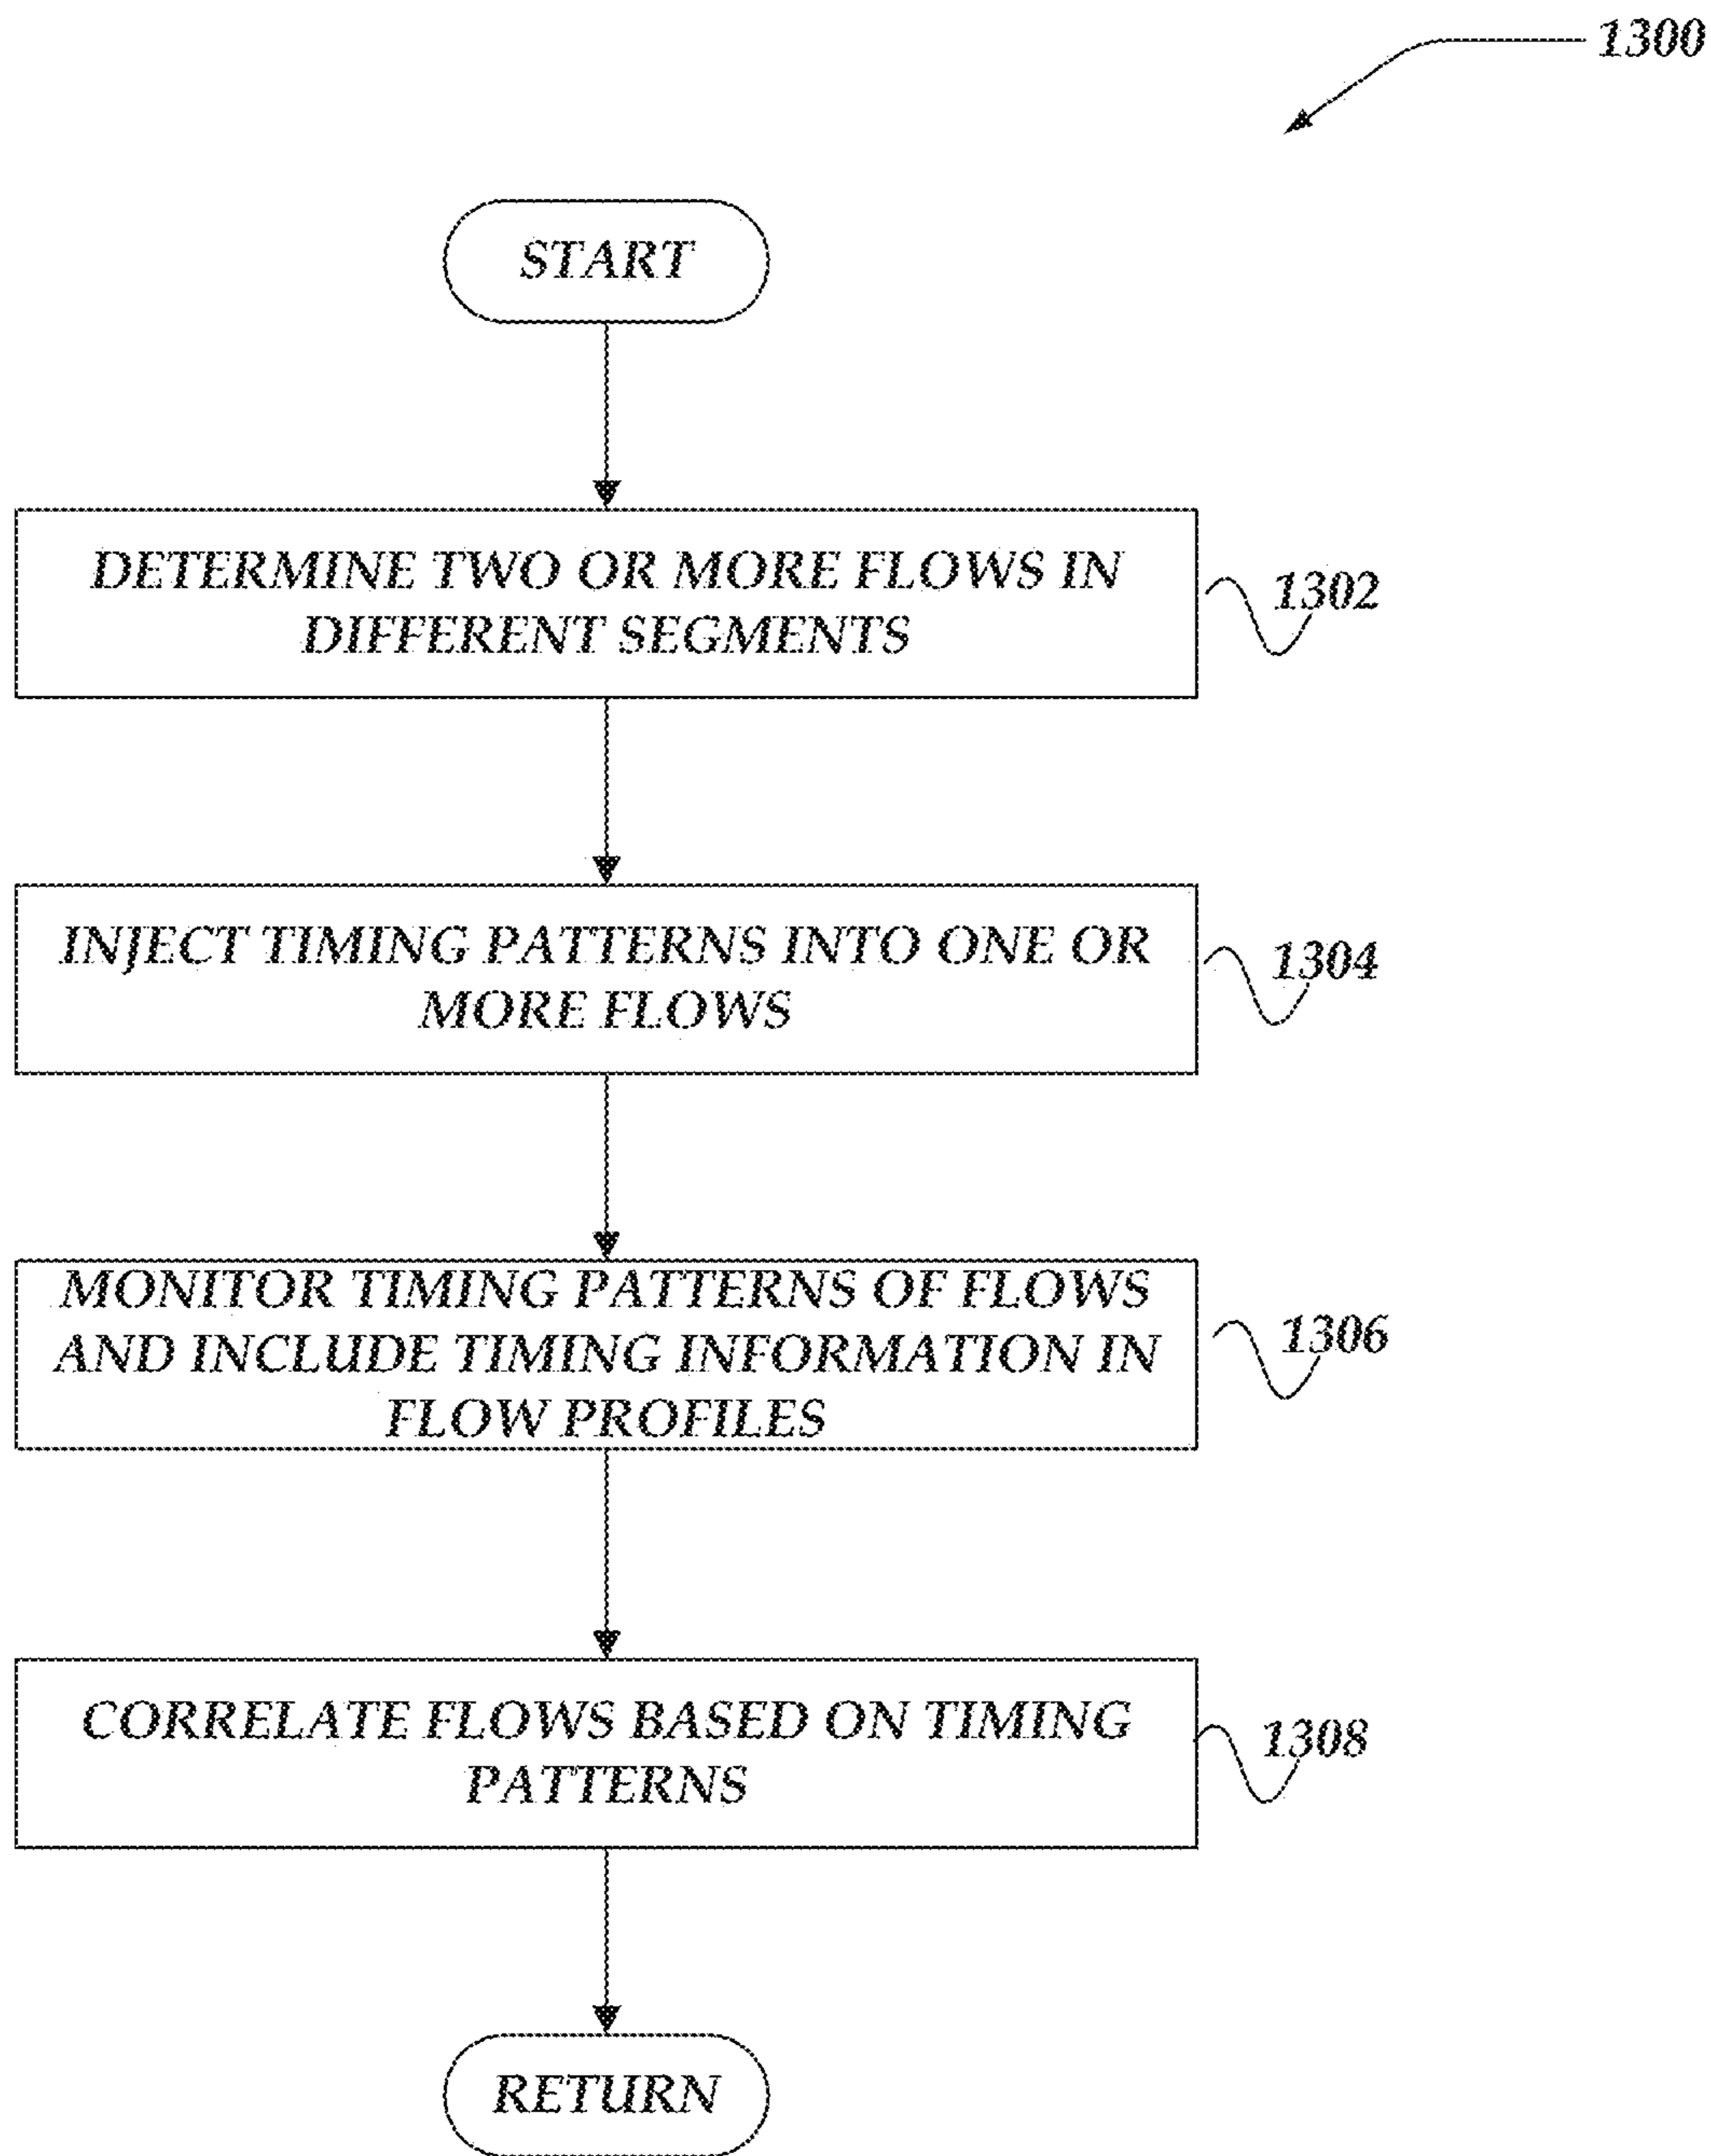 1300
START
DETERMINE TWO OR MORE FLOWS IN
DIFFERENT SEGMENTS
1302
INJECT TIMING PATTERNS INTO ONE OR
MORE FLOWS
1304
MONITOR TIMING PATTERNS OF FLOWS
AND INCLUDE TIMING INFORMATION IN
FLOW PROFILES
1306
CORRELATE FLOWS BASED ON TIMING
PATTERNS
1308
RETURN